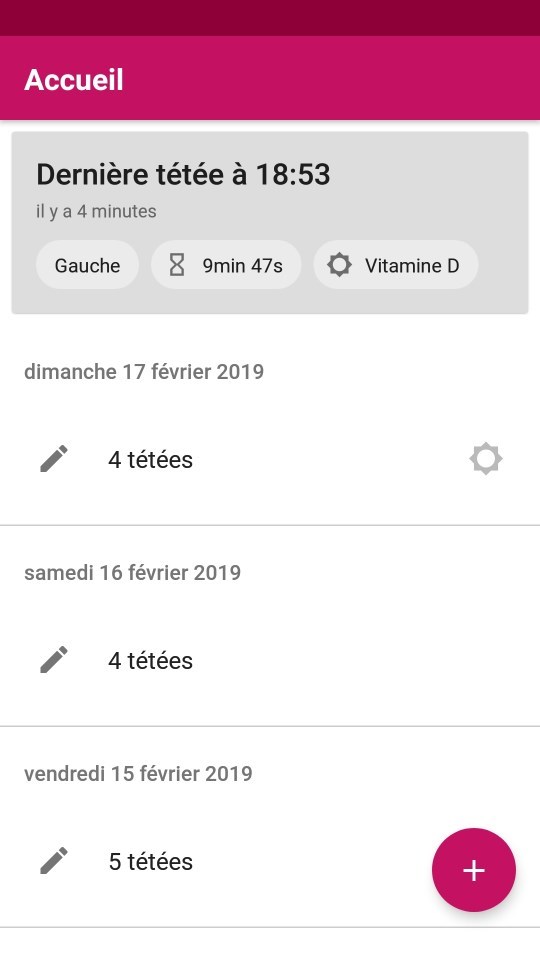 Accueil
Dernière tétée à 18:53
il y a 4 minutes
Gauche 9min 47s Vitamine D
dimanche 17 février 2019
4 tétées
samedi 16 février 2019
4 tétées
vendredi 15 février 2019
5 tétées
+